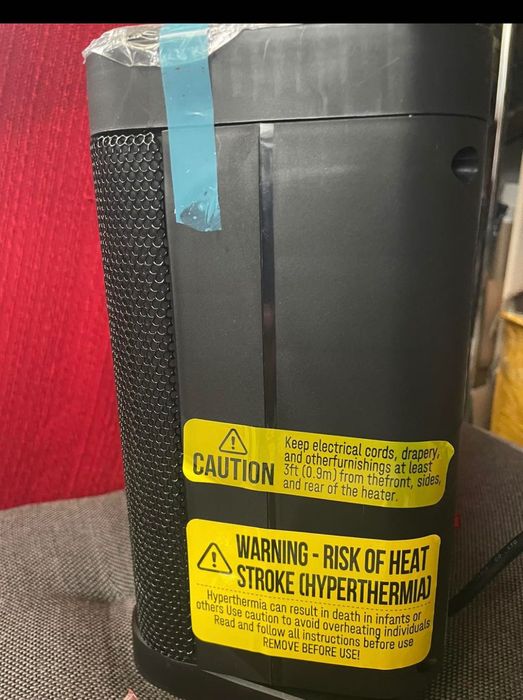 CAUTION
Keep electrical cords, drapery,
and otherfurnishings at least
3ft (0.9m) from thefront, sides,
and rear of the heater.
WARNING - RISK OF HEAT
STROKE (HYPERTHERMIA)
Hyperthermia can result in death in infants or
others Use caution to avoid overheating individuals
Read and follow all instructions before use
REMOVE BEFORE USE!